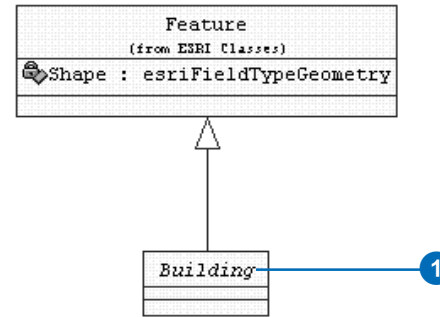 Feature
(from ESRI Classes)
Shape : esriFieldTypeGeometry
Building
1